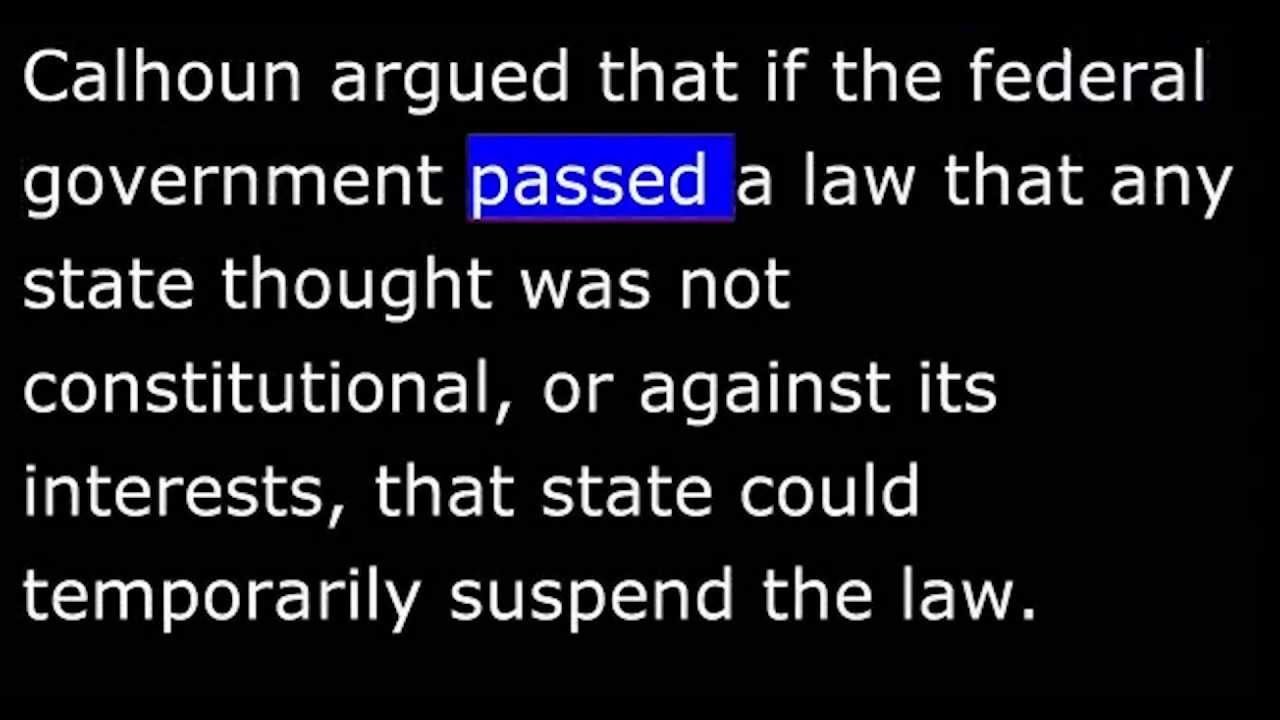 Calhoun argued that if the federal
government passed a law that any
state thought was not
constitutional, or against its
interests, that state could
temporarily suspend the law.